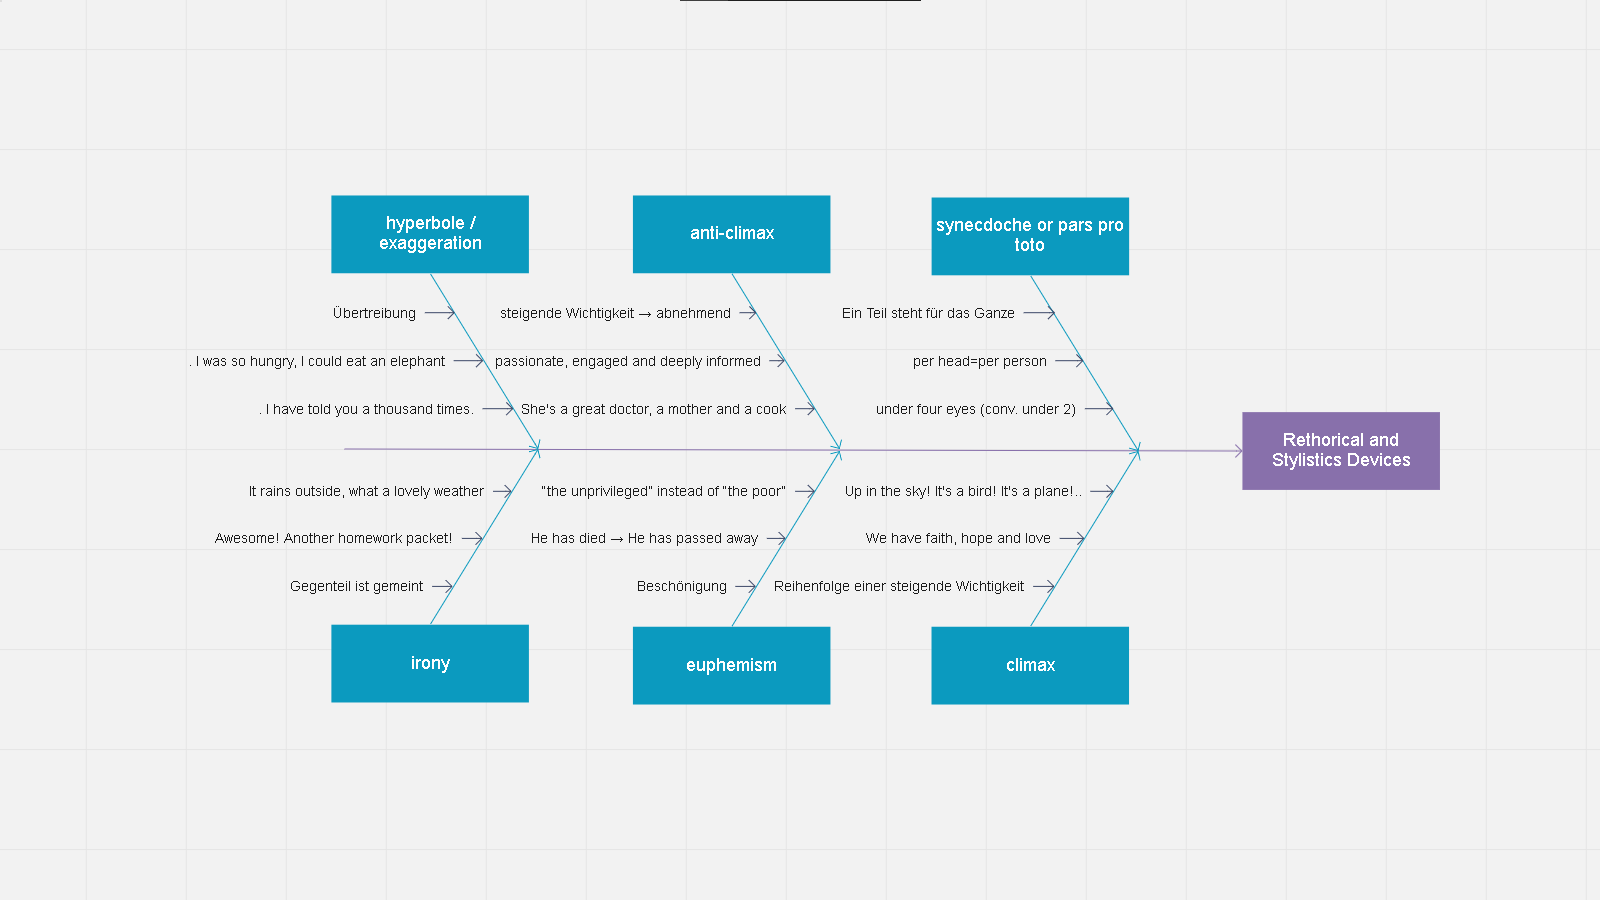 hyperbole /
exaggeration
anti-climax
synecdoche or pars pro
toto
Übertreibung
. I was so hungry, I could eat an elephant
. I have told you a thousand times.
steigende Wichtigkeit → abnehmend
passionate, engaged and deeply informed
She's a great doctor, a mother and a cook
Ein Teil steht für das Ganze
per head=per person
under four eyes (conv. under 2)
Rethorical and
Stylistics Devices
It rains outside, what a lovely weather
Awesome! Another homework packet!
Gegenteil ist gemeint
"the unprivileged" instead of "the poor"
He has died → He has passed away
Beschönigung
Up in the sky! It's a bird! It's a plane!..
We have faith, hope and love
Reihenfolge einer steigende Wichtigkeit
irony
euphemism
climax